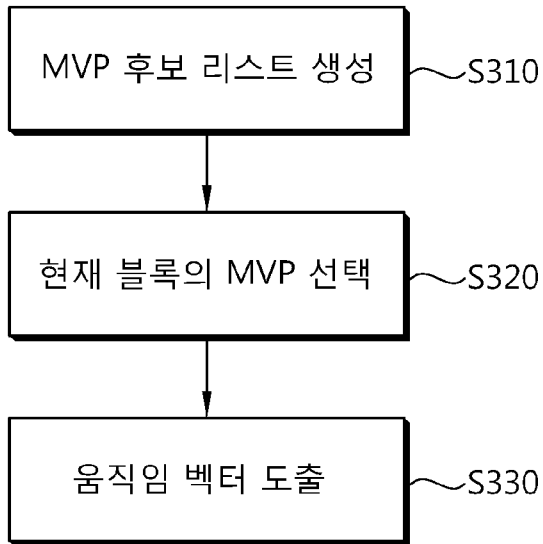 MVP 후보 리스트 생성
S310
현재 블록의 MVP 선택
S320
움직임 벡터 도출
S330